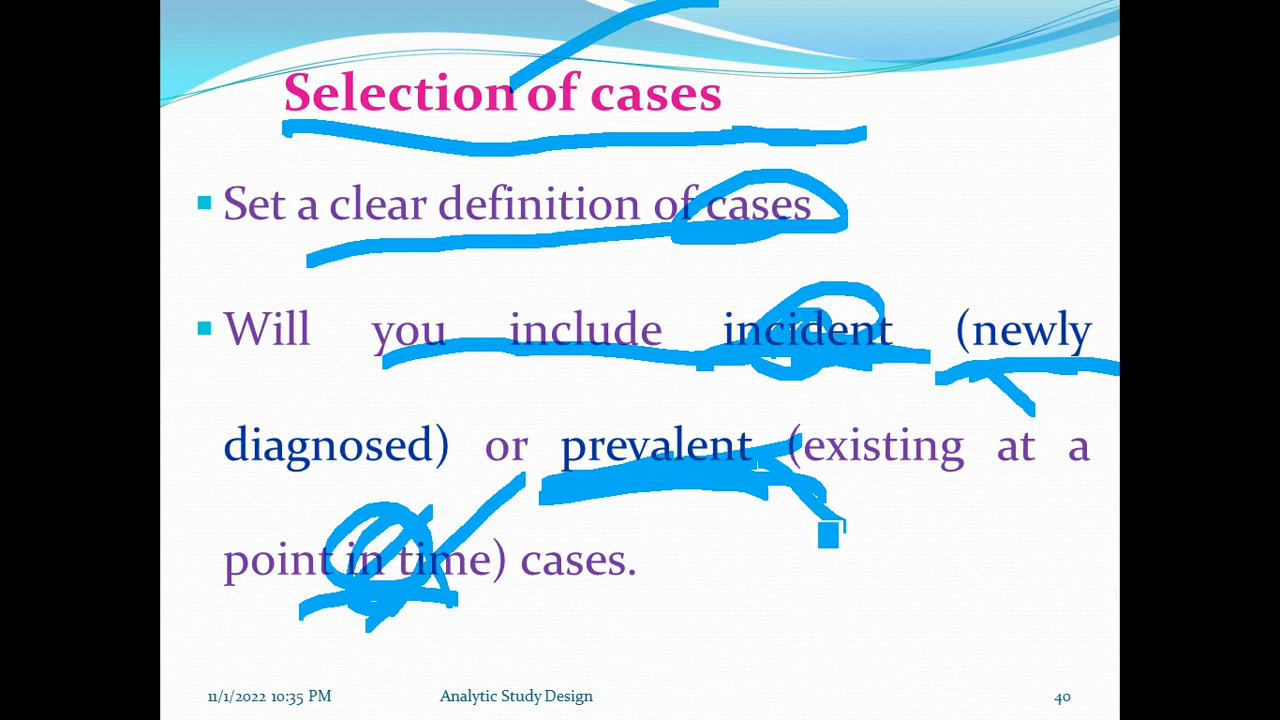 Selection of cases
Set a clear definition of cases
Will you include incident (newly
diagnosed) or prevalent (existing at a
point in time) cases.
11/1/2022 10:35 PM Analytic Study Design 40